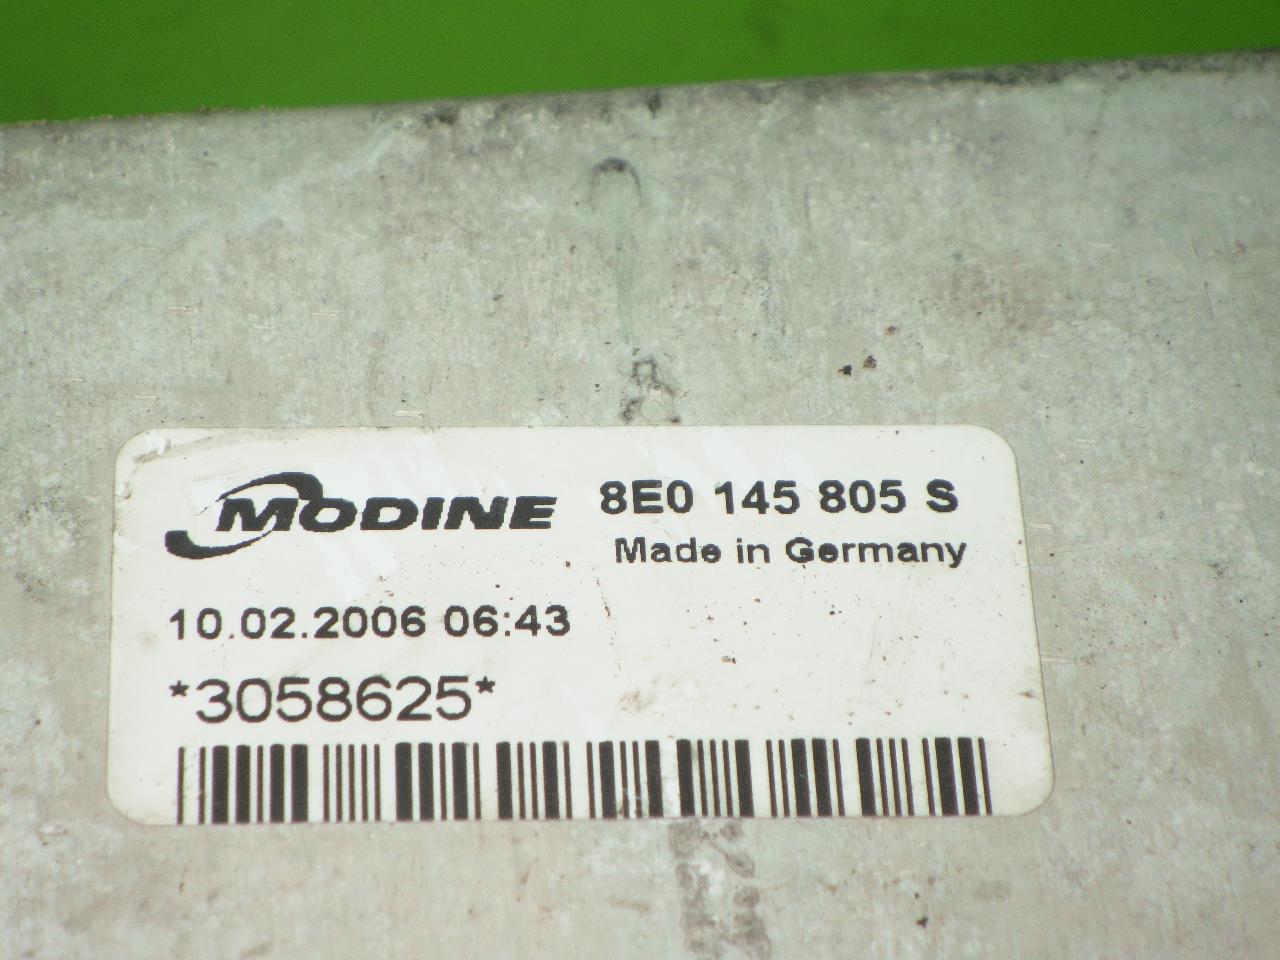 MODINE
8E0 145 805 S
Made in Germany
10.02.2006 06:43
*3058625*